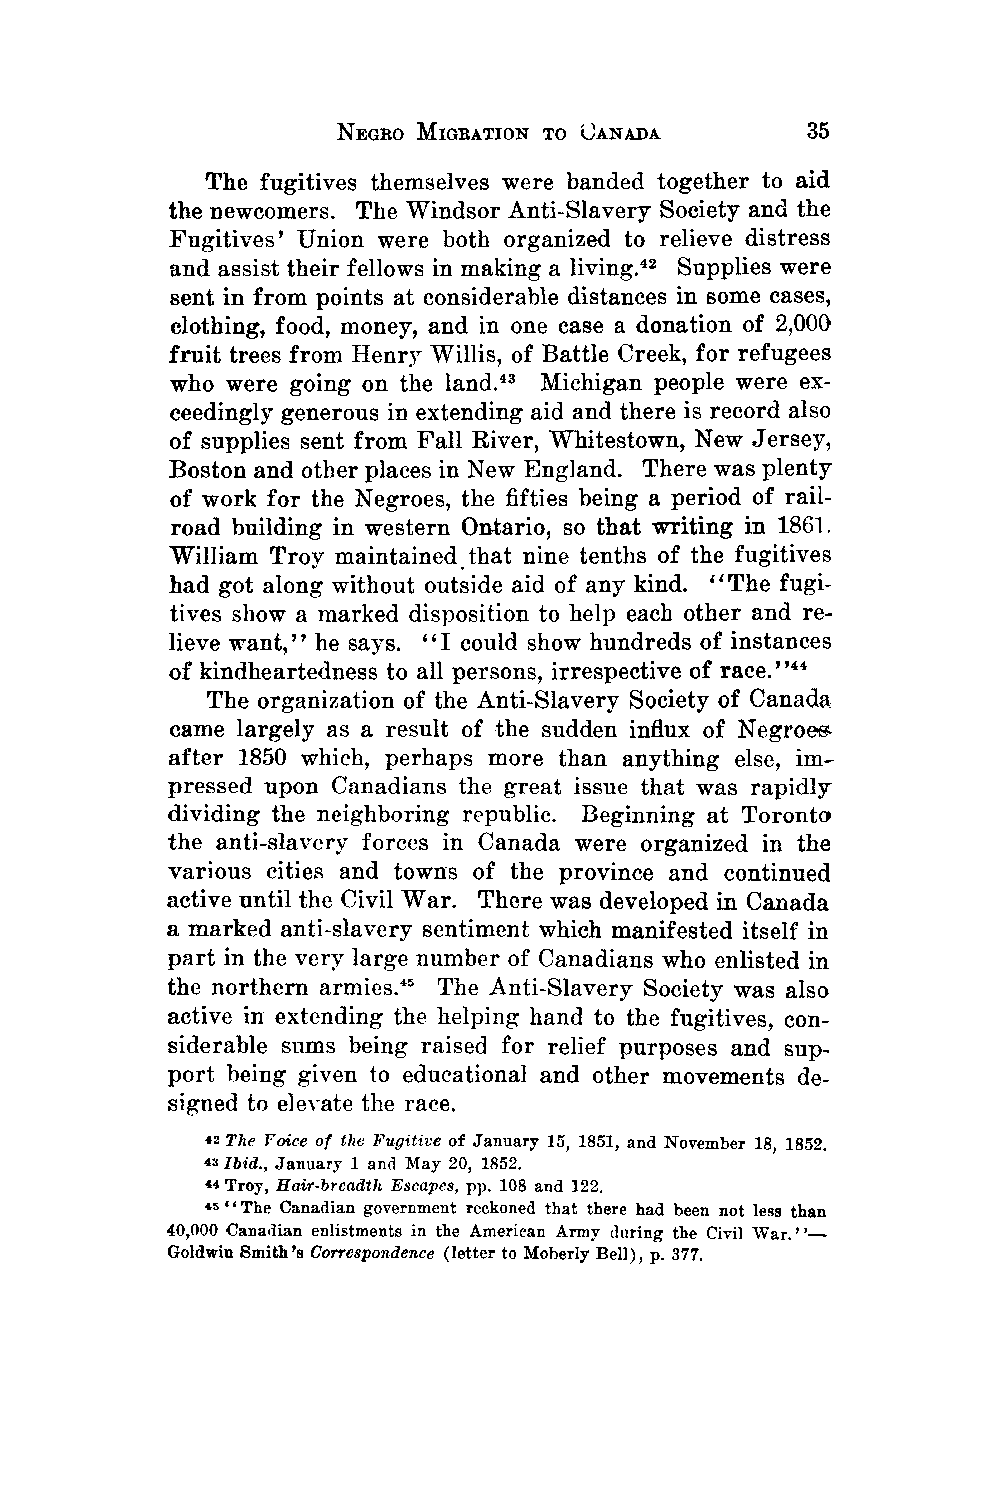 NEGRO MIGRATION TO CANADA 35
The fugitives themselves were banded together to aid
the newcomers. The Windsor Anti-Slavery Society and the
Fugitives' Union were both organized to relieve distress
and assist their fellows in making a living.⁴² Supplies were
sent in from points at considerable distances in some cases,
clothing, food, money, and in one case a donation of 2,000
fruit trees from Henry Willis, of Battle Creek, for refugees
who were going on the land.⁴³ Michigan people were ex-
ceedingly generous in extending aid and there is record also
of supplies sent from Fall River, Whitestown, New Jersey,
Boston and other places in New England. There was plenty
of work for the Negroes, the fifties being a period of rail-
road building in western Ontario, so that writing in 1861.
William Troy maintained that nine tenths of the fugitives
had got along without outside aid of any kind. "The fugi-
tives show a marked disposition to help each other and re-
lieve want," he says. "I could show hundreds of instances
of kindheartedness to all persons, irrespective of race."⁴⁴
The organization of the Anti-Slavery Society of Canada
came largely as a result of the sudden influx of Negroes
after 1850 which, perhaps more than anything else, im-
pressed upon Canadians the great issue that was rapidly
dividing the neighboring republic. Beginning at Toronto
the anti-slavery forces in Canada were organized in the
various cities and towns of the province and continued
active until the Civil War. There was developed in Canada
a marked anti-slavery sentiment which manifested itself in
part in the very large number of Canadians who enlisted in
the northern armies.⁴⁵ The Anti-Slavery Society was also
active in extending the helping hand to the fugitives, con-
siderable sums being raised for relief purposes and sup-
port being given to educational and other movements de-
signed to elevate the race.
⁴² The Voice of the Fugitive of January 15, 1851, and November 18, 1852.
⁴³ Ibid., January 1 and May 20, 1852.
⁴⁴ Troy, Hair-breadth Escapes, pp. 108 and 122.
⁴⁵ "The Canadian government reckoned that there had been not less than
40,000 Canadian enlistments in the American Army during the Civil War."—
Goldwin Smith's Correspondence (letter to Moberly Bell), p. 377.